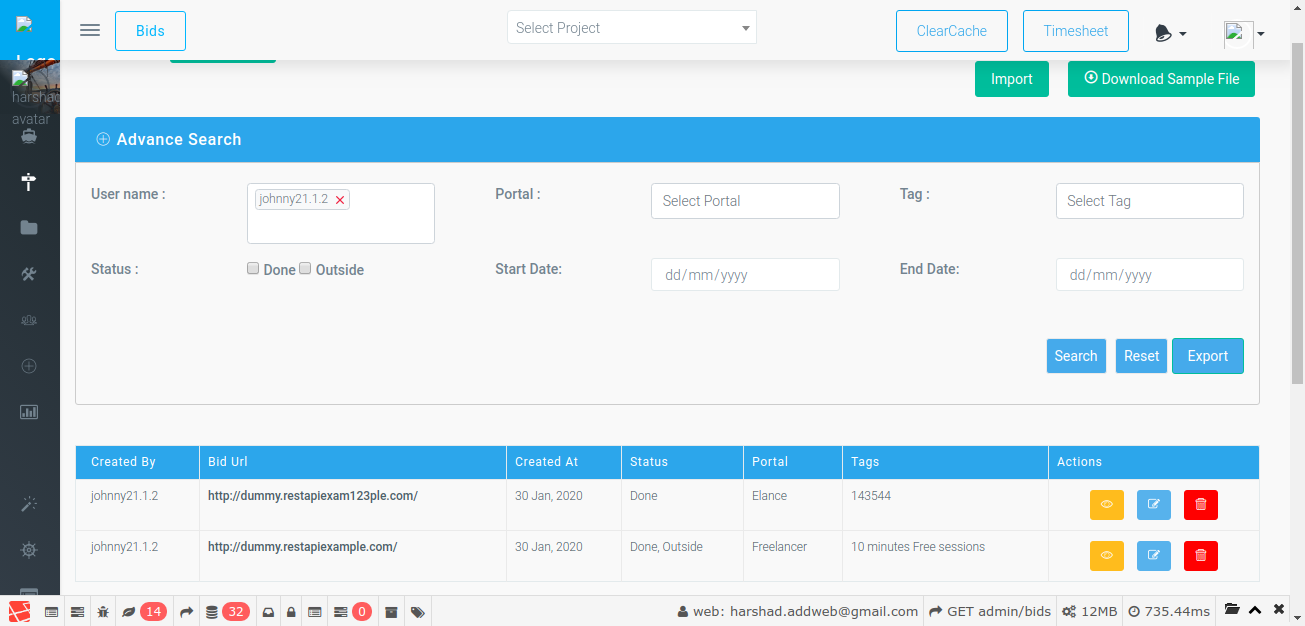 Bids
Select Project
ClearCache
Timesheet
harshad
avatar
Import
Download Sample File
Advance Search
User name :
johnny21.1.2
Portal :
Select Portal
Tag :
Select Tag
Status :
Done
Outside
Start Date:
dd/mm/yyyy
End Date:
dd/mm/yyyy
Search
Reset
Export
Created By Bid Url Created At Status Portal Tags Actions
johnny21.1.2 http://dummy.restapiexam123ple.com/ 30 Jan, 2020 Done Elance 143544
johnny21.1.2 http://dummy.restapiexample.com/ 30 Jan, 2020 Done, Outside Freelancer 10 minutes Free sessions
14 32 0 web: harshad.addweb@gmail.com GET admin/bids 12MB 735.44ms